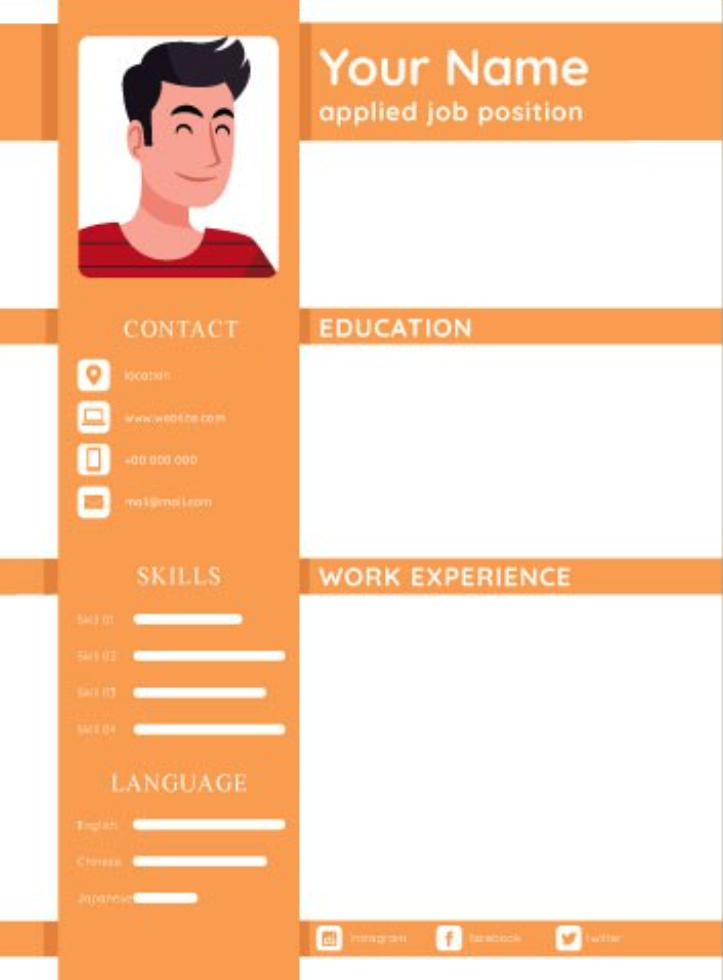 Your Name
applied job position
CONTACT
location
www.website.com
+00 000 000
mail@mail.com
SKILLS
Skill 01
Skill 02
Skill 03
Skill 04
LANGUAGE
English
Chinese
Japanese
EDUCATION
WORK EXPERIENCE
instagram
facebook
twitter